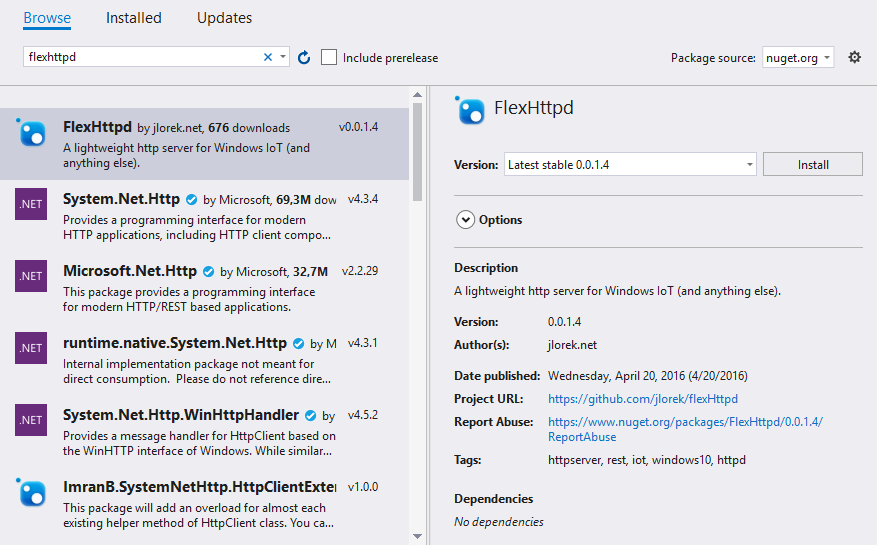 Browse Installed Updates
flexhttpd Include prerelease Package source: nuget.org
FlexHttpd by jlorek.net, 676 downloads v0.0.1.4
A lightweight http server for Windows IoT (and
anything else).
.NET System.Net.Http by Microsoft, 69,3M dow v4.3.4
Provides a programming interface for modern
HTTP applications, including HTTP client compo...
.NET Microsoft.Net.Http by Microsoft, 32,7M v2.2.29
This package provides a programming interface
for modern HTTP/REST based applications.
.NET runtime.native.System.Net.Http by M v4.3.1
Internal implementation package not meant for
direct consumption.  Please do not reference dire...
.NET System.Net.Http.WinHttpHandler by v4.5.2
Provides a message handler for HttpClient based on
the WinHTTP interface of Windows. While similar...
ImranB.SystemNetHttp.HttpClientExter v1.0.0
This package will add an overload for almost each
existing helper method of HttpClient class. You ca...
FlexHttpd
Version: Latest stable 0.0.1.4 Install
Options
Description
A lightweight http server for Windows IoT (and anything else).
Version: 0.0.1.4
Author(s): jlorek.net
Date published: Wednesday, April 20, 2016 (4/20/2016)
Project URL: https://github.com/jlorek/flexHttpd
Report Abuse: https://www.nuget.org/packages/FlexHttpd/0.0.1.4/
ReportAbuse
Tags: httpserver, rest, iot, windows10, httpd
Dependencies
No dependencies